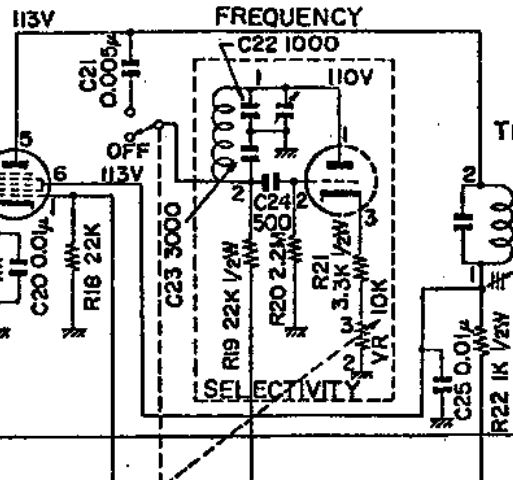 FREQUENCY
113V
C22 1000
C21
0.005μ
1
110V
OFF
5
6
113V
1
1
2
2
2
3
C24
500
C20 0.01μ
R18 22K
C23 3000
R19 22K 1/2W
R20 2.2M
R21
3.3K 1/2W
10K
VR
3
2
1
SELECTIVITY
C25 0.01μ
R22 1K 1/2W